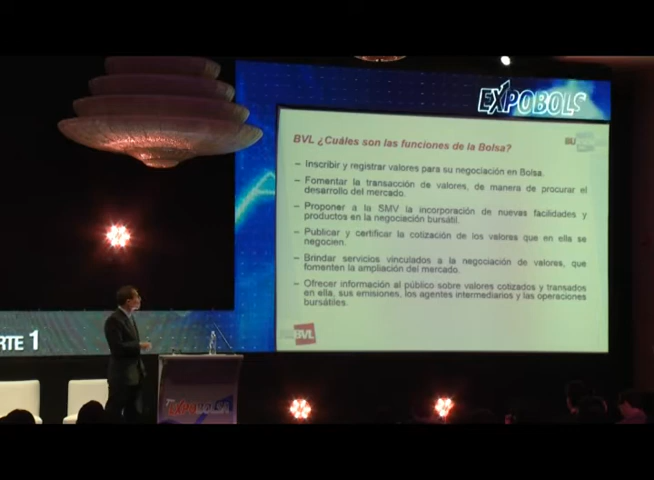 EXPOBOLS
BVL ¿Cuáles son las funciones de la Bolsa?
– Inscribir y registrar valores para su negociación en Bolsa.
– Fomentar la transacción de valores, de manera de procurar el
desarrollo del mercado.
– Proponer a la SMV la incorporación de nuevas facilidades y
productos en la negociación bursátil.
– Publicar y certificar la cotización de los valores que en ella se
negocien.
– Brindar servicios vinculados a la negociación de valores, que
fomenten la ampliación del mercado.
– Ofrecer información al público sobre valores cotizados y transados
en ella, sus emisiones, los agentes intermediarios y las operaciones
bursátiles.
BVL
RTE 1